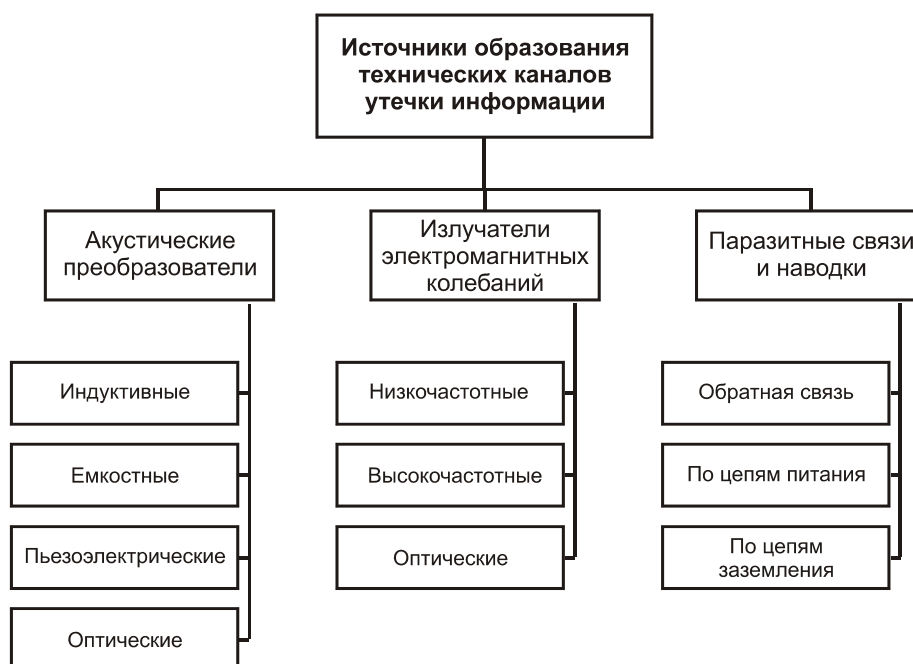 Источники образования
технических каналов
утечки информации
Акустические
преобразователи
Излучатели
электромагнитных
колебаний
Паразитные связи
и наводки
Индуктивные
Емкостные
Пьезоэлектрические
Оптические
Низкочастотные
Высокочастотные
Оптические
Обратная связь
По цепям питания
По цепям
заземления